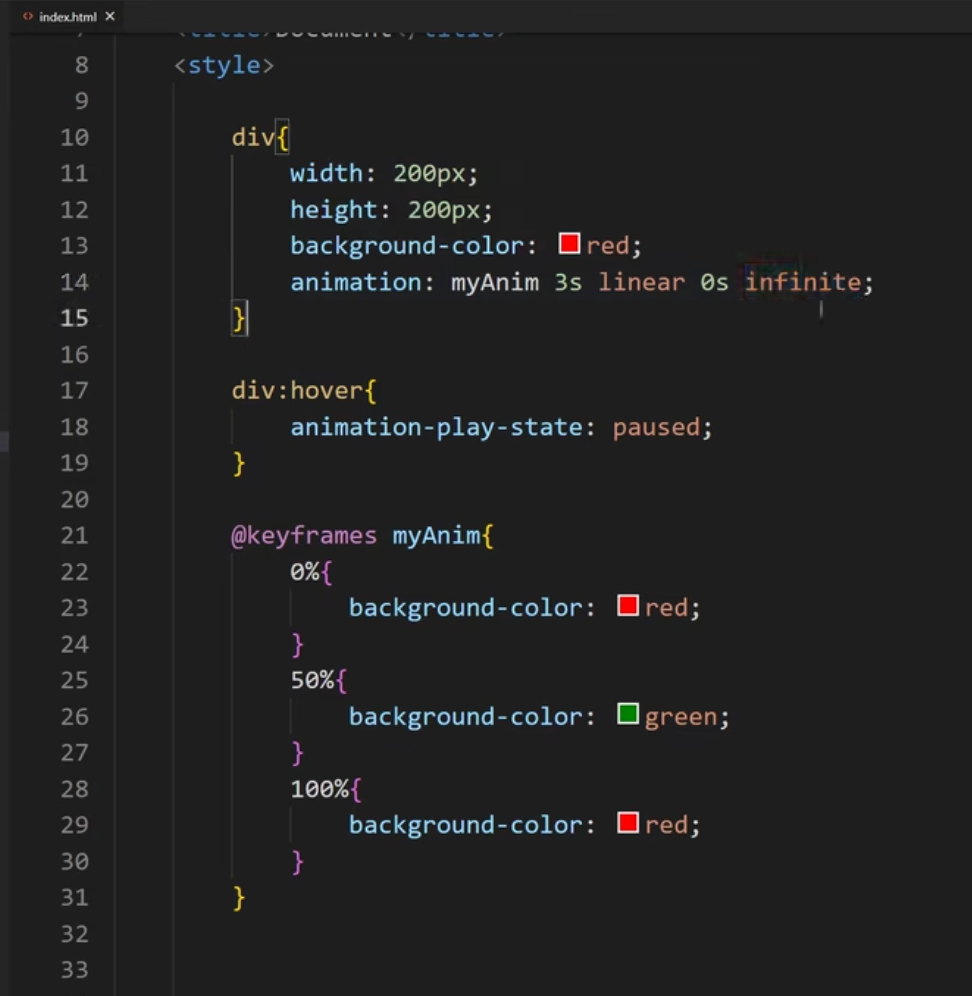 index.html
7 <title>Document</title>
8 <style>
9
10 div{
11 width: 200px;
12 height: 200px;
13 background-color: red;
14 animation: myAnim 3s linear 0s infinite;
15 }
16
17 div:hover{
18 animation-play-state: paused;
19 }
20
21 @keyframes myAnim{
22 0%{
23 background-color: red;
24 }
25 50%{
26 background-color: green;
27 }
28 100%{
29 background-color: red;
30 }
31 }
32
33